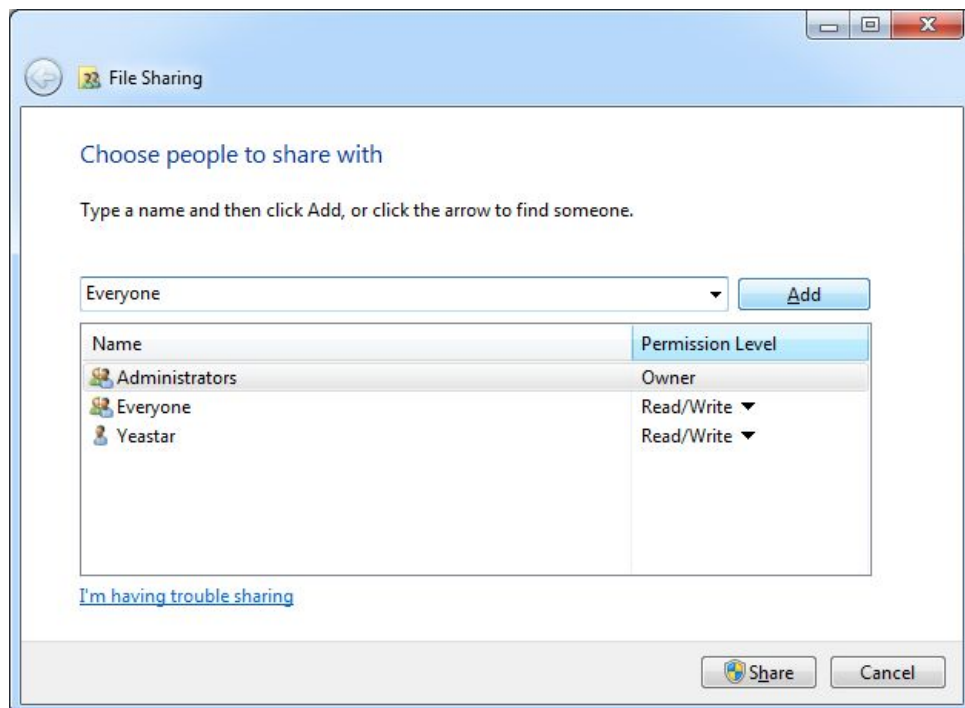 File Sharing
Choose people to share with
Type a name and then click Add, or click the arrow to find someone.
Everyone Add
Name Permission Level
Administrators Owner
Everyone Read/Write
Yeastar Read/Write
I'm having trouble sharing
Share Cancel